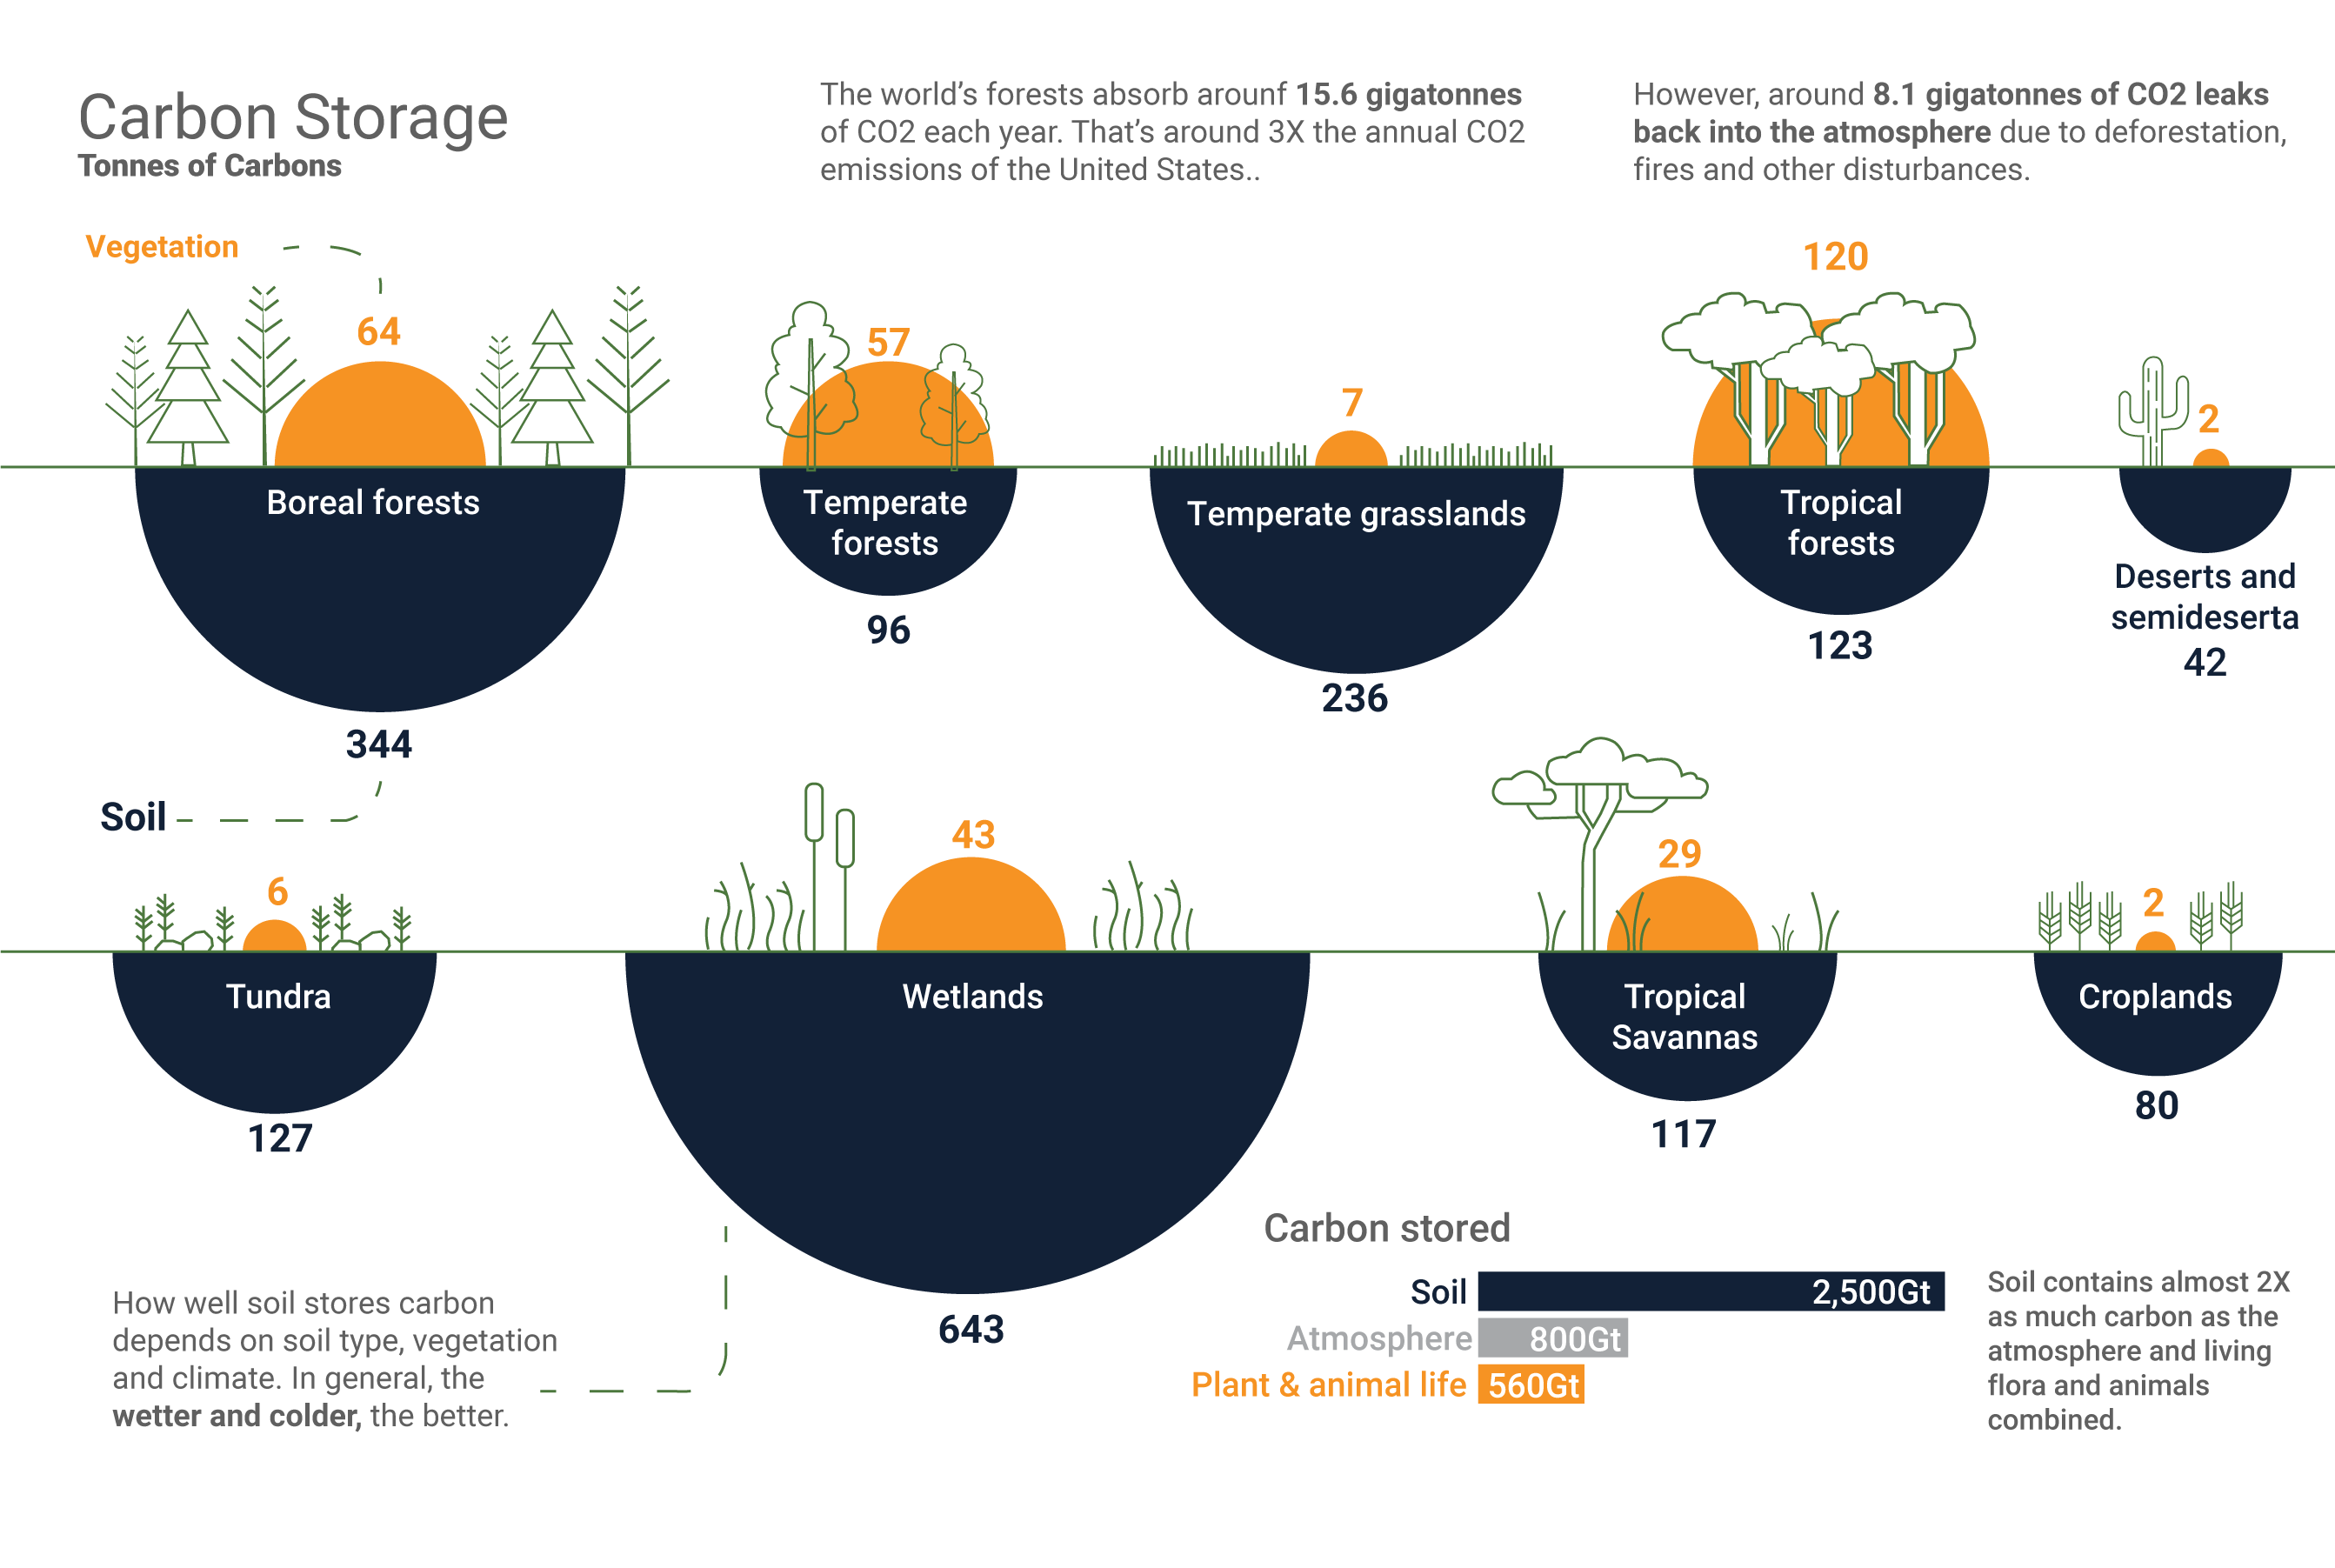 Carbon Storage
Tonnes of Carbons
The world's forests absorb arounf 15.6 gigatonnes
of CO2 each year. That's around 3X the annual CO2
emissions of the United States..
However, around 8.1 gigatonnes of CO2 leaks
back into the atmosphere due to deforestation,
fires and other disturbances.
Vegetation
64
Boreal forests
344
57
Temperate
forests
96
7
Temperate grasslands
236
120
Tropical
forests
123
2
Deserts and
semideserta
42
Soil
6
Tundra
127
43
Wetlands
643
29
Tropical
Savannas
117
2
Croplands
80
How well soil stores carbon
depends on soil type, vegetation
and climate. In general, the
wetter and colder, the better.
Carbon stored
Soil 2,500Gt
Atmosphere 800Gt
Plant & animal life 560Gt
Soil contains almost 2X
as much carbon as the
atmosphere and living
flora and animals
combined.